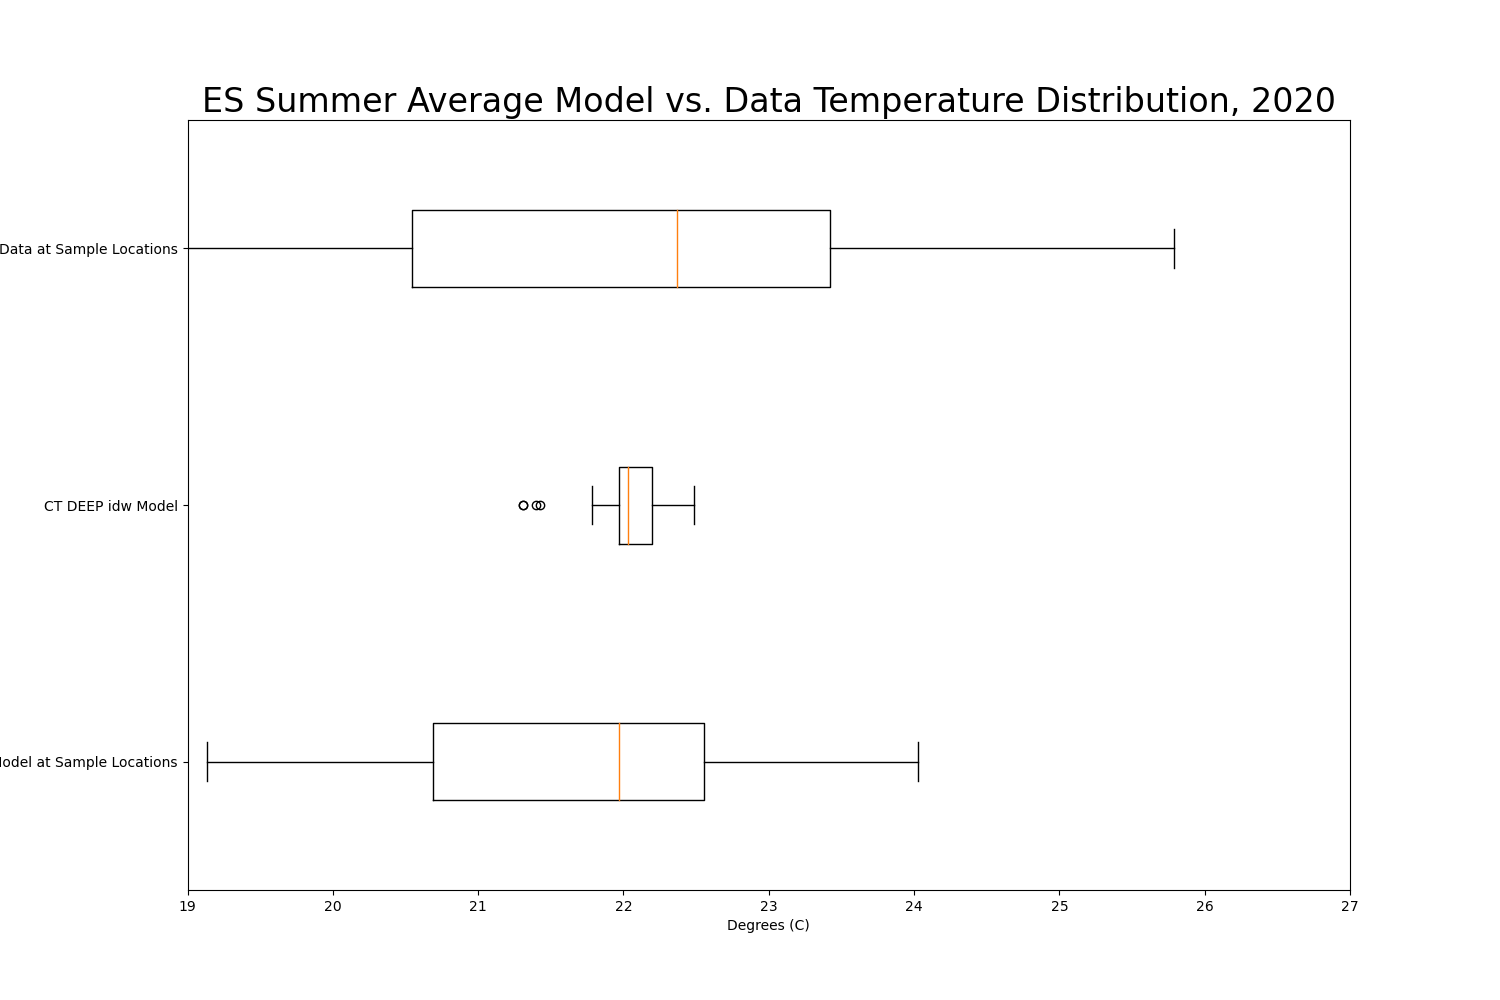 ES Summer Average Model vs. Data Temperature Distribution, 2020
Data at Sample Locations
CT DEEP idw Model
at Sample Locations
19 20 21 22 23 24 25 26 27
Degrees (C)